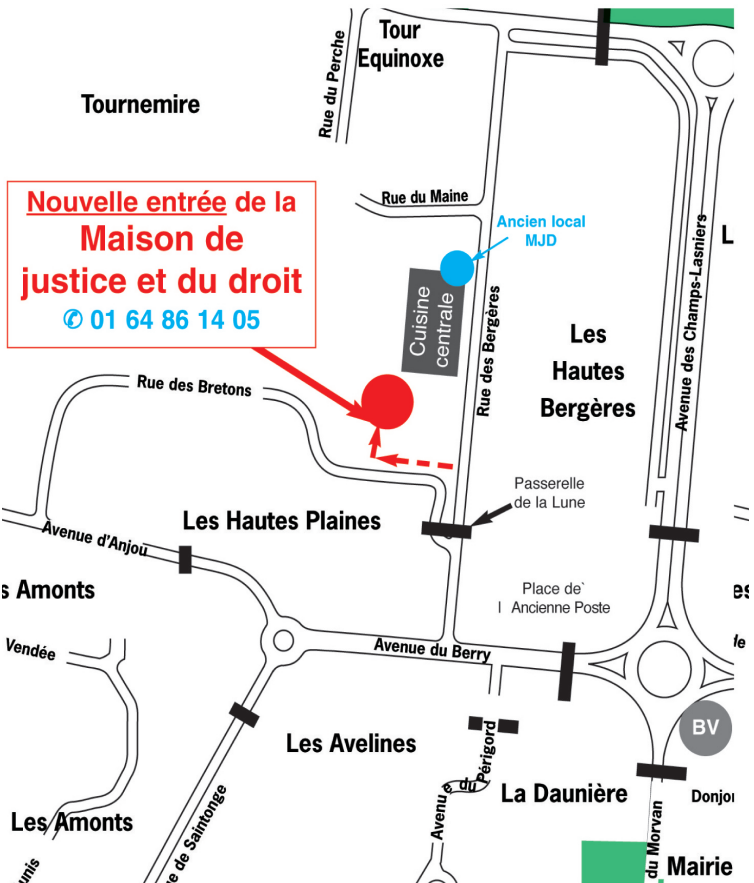 Tour
Equinoxe
Rue du Perche
Tournemire
Nouvelle entrée de la
Maison de
justice et du droit
✆ 01 64 86 14 05
Rue du Maine
Ancien local
MJD
Cuisine
centrale
Rue des Bergères
Les
Hautes
Bergères
Avenue des Champs-Lasniers
L
Rue des Bretons
Passerelle
de la Lune
Les Hautes Plaines
Avenue d'Anjou
s Amonts
Place de`
l Ancienne Poste
es
Vendée
Avenue du Berry
de
BV
Les Avelines
Avenue du Périgord
La Daunière
Donjon
Les Amonts
e de Saintonge
unis
du Morvan
Mairie